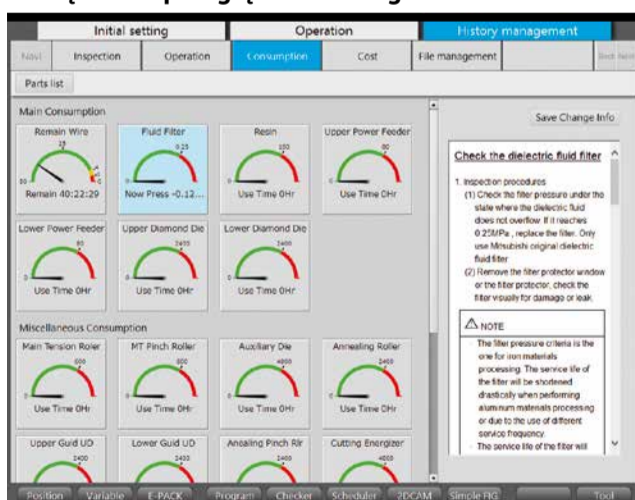 Initial setting Operation History management
Navi Inspection Operation Consumption Cost File management
Parts list
Save Change Info
Main Consumption
Remain Wire Fluid Filter Resin Upper Power Feeder
0.25
80
Remain 40:22:29 Now Press -0.12... Use Time 0Hr Use Time 0Hr
Lower Power Feeder Upper Diamond Die Lower Diamond Die
80
Use Time 0Hr Use Time 0Hr Use Time 0Hr
Miscellaneous Consumption
Main Tension Roler MT Pinch Roller Auxiliary Die Annealing Roller
Use Time 0Hr Use Time 0Hr Use Time 0Hr Use Time 0Hr
Upper Guid UD Lower Guid UD Anealing Pinch Rlr Cutting Energizer
Check the dielectric fluid filter
1. Inspection procedures
(1) Check the filter pressure under the
state where the dielectric fluid
does not overflow. If it reaches
0.25MPa , replace the filter. Only
use Mitsubishi original dielectric
fluid filter
(2) Remove the filter protector window
or the filter protector, check the
filter visually for damage or leak.
NOTE
The filter pressure criteria is the
one for iron materials
processing. The service life of
the filter will be shortened
drastically when performing
aluminum materials processing
or due to the use of different
service frequency.
- The service life of the filter will
Position Variable E-PACK Program Checker Scheduler 2DCAM Simple FIG Tool